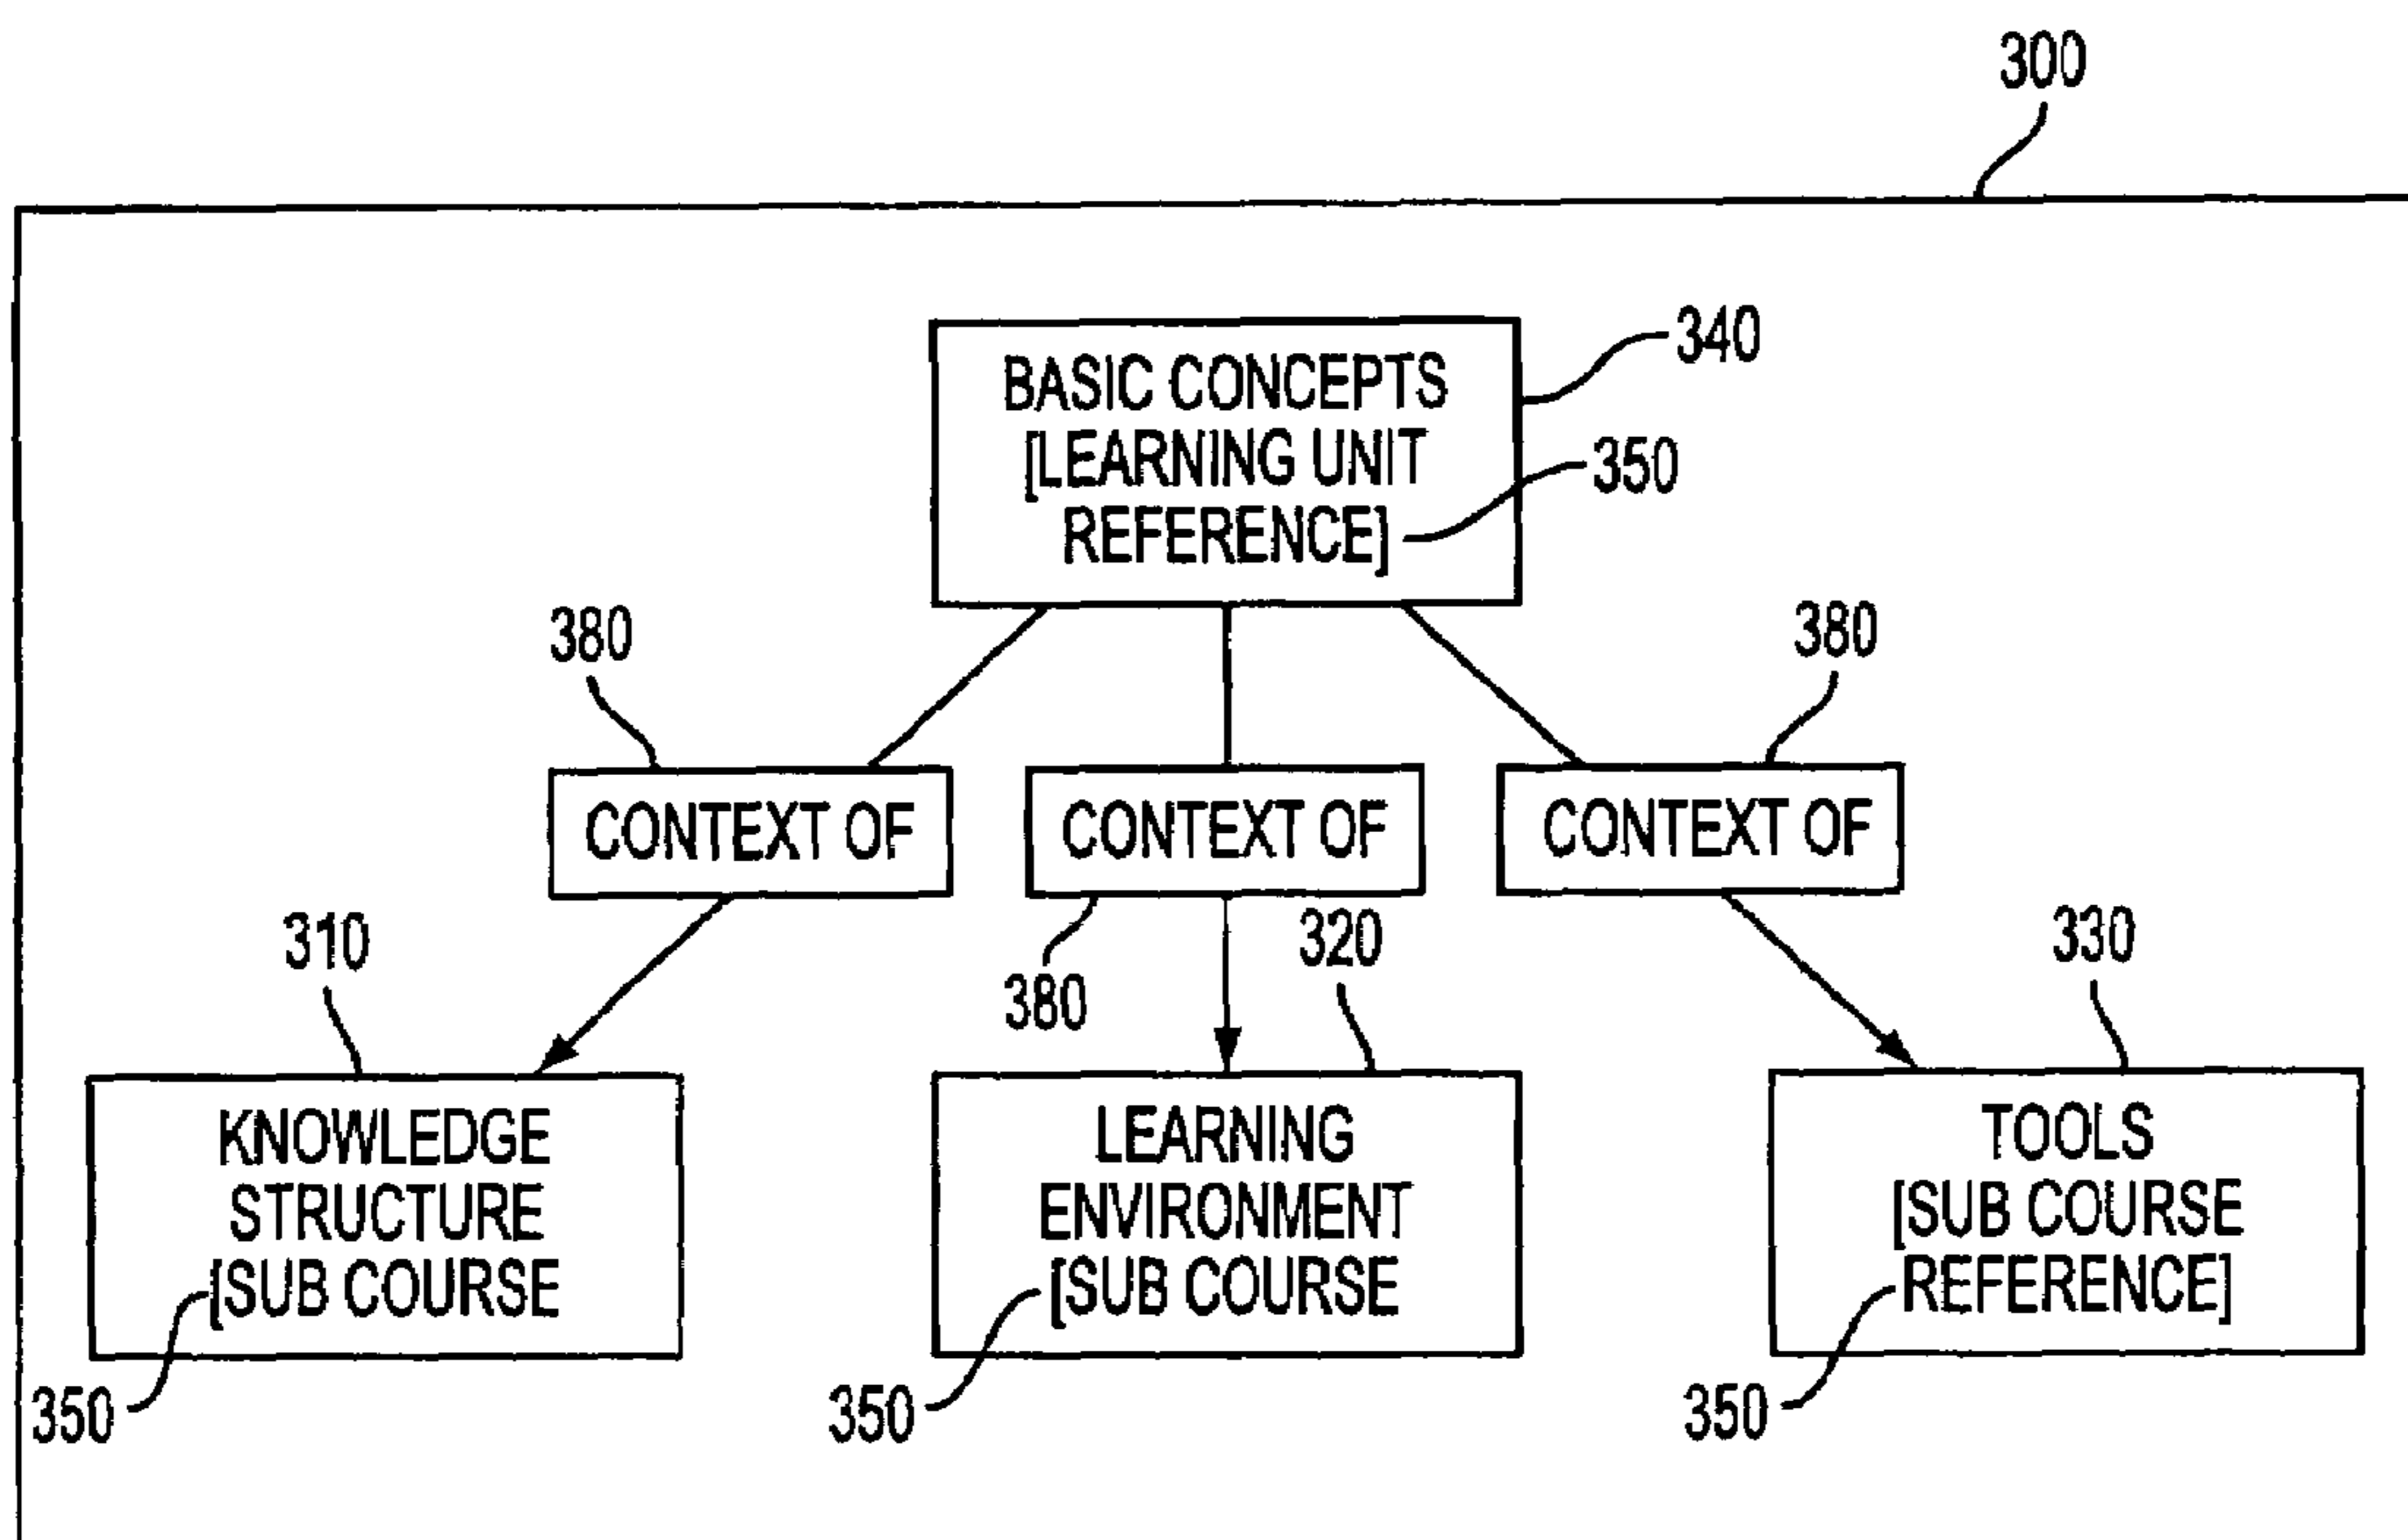 300
340
BASIC CONCEPTS
[LEARNING UNIT
350
REFERENCE]
380
380
CONTEXT OF
CONTEXT OF
CONTEXT OF
310
380
320
330
KNOWLEDGE
STRUCTURE
[SUB COURSE
LEARNING
ENVIRONMENT
[SUB COURSE
TOOLS
[SUB COURSE
REFERENCE]
350
350
350